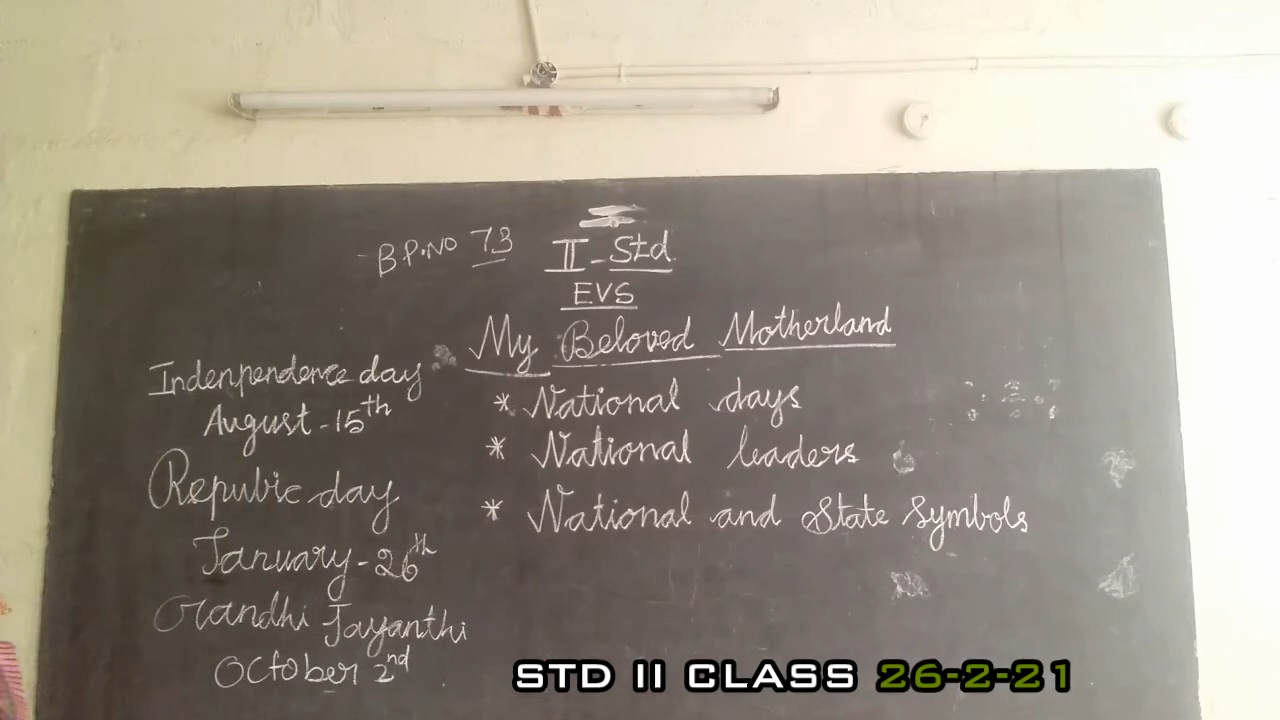 B.P.NO 73
II - Std.
EVS
My Beloved Motherland
* National days
* National leaders
* National and State Symbols
Indenpendence day
August - 15th
Repubic day
January - 26th
Gandhi Jayanthi
October 2nd
STD II CLASS 26-2-21